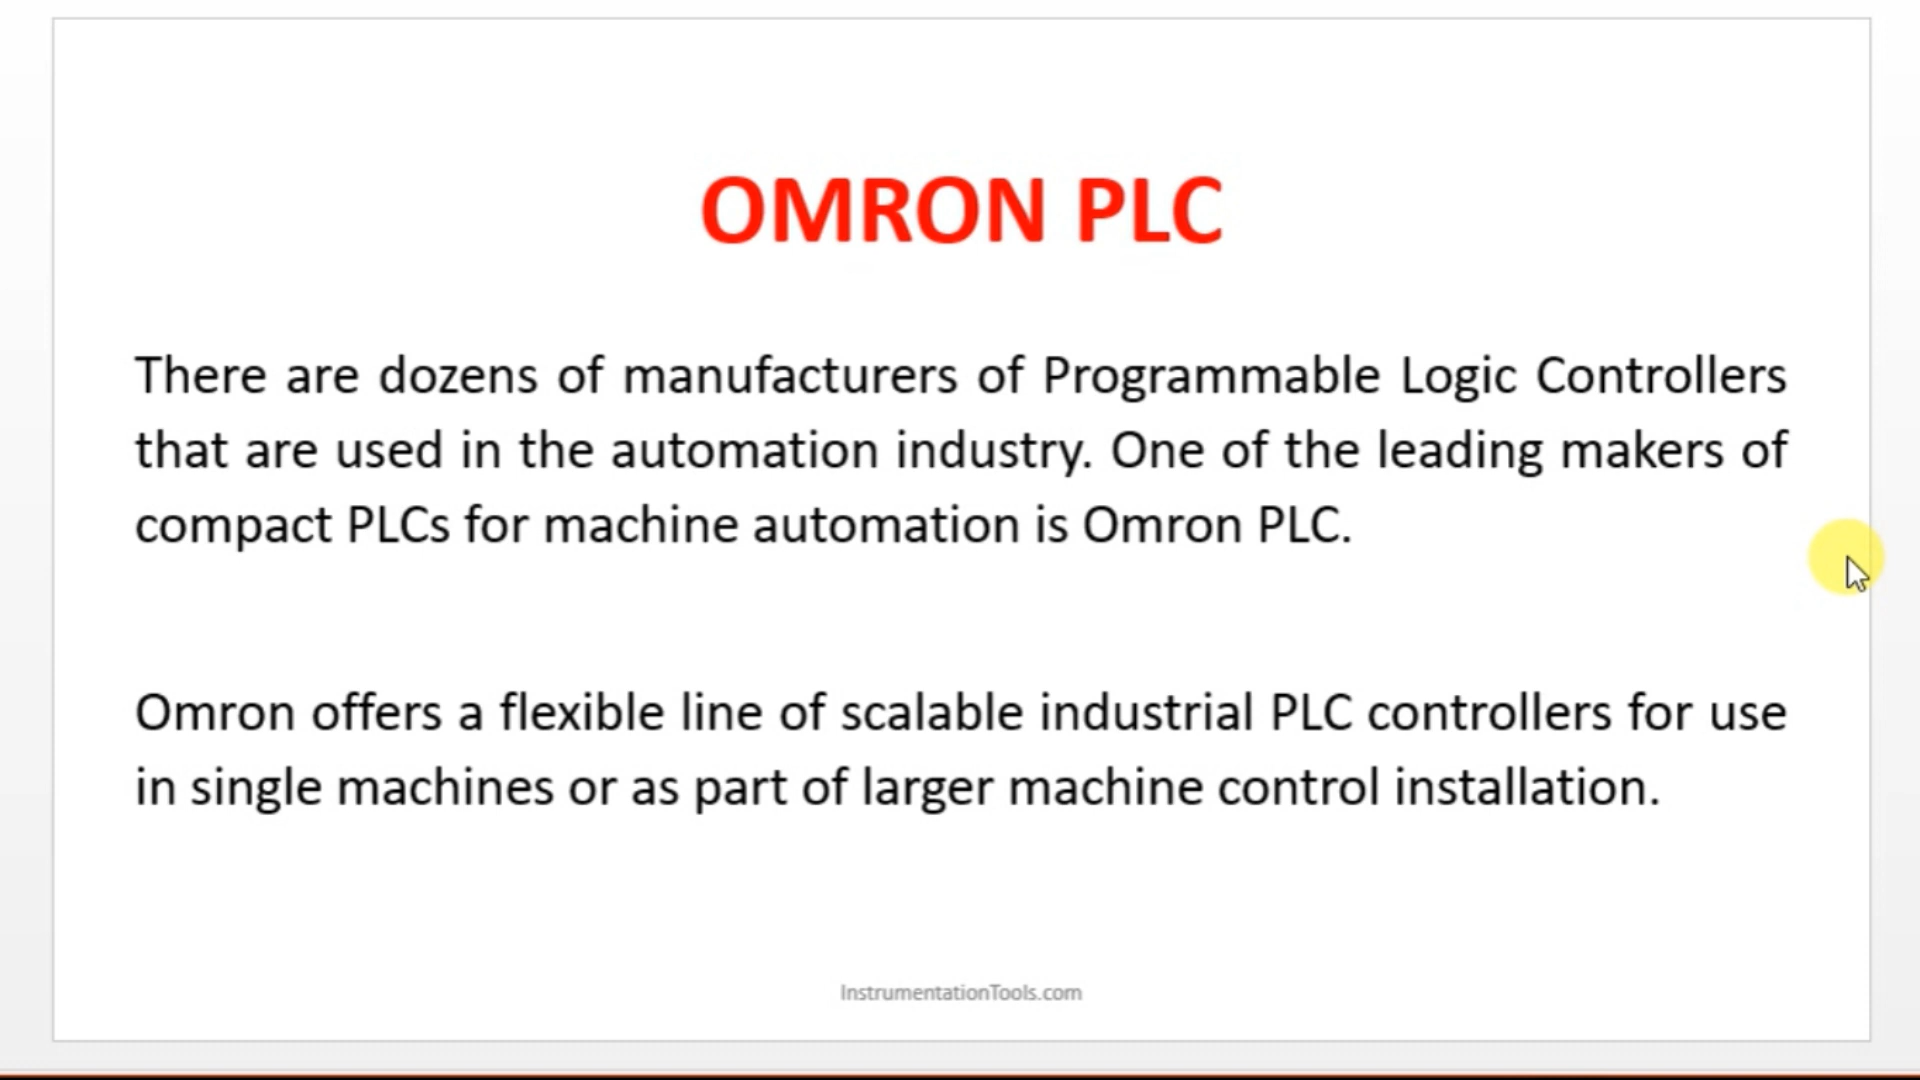 OMRON PLC
There are dozens of manufacturers of Programmable Logic Controllers
that are used in the automation industry. One of the leading makers of
compact PLCs for machine automation is Omron PLC.
Omron offers a flexible line of scalable industrial PLC controllers for use
in single machines or as part of larger machine control installation.
InstrumentationTools.com